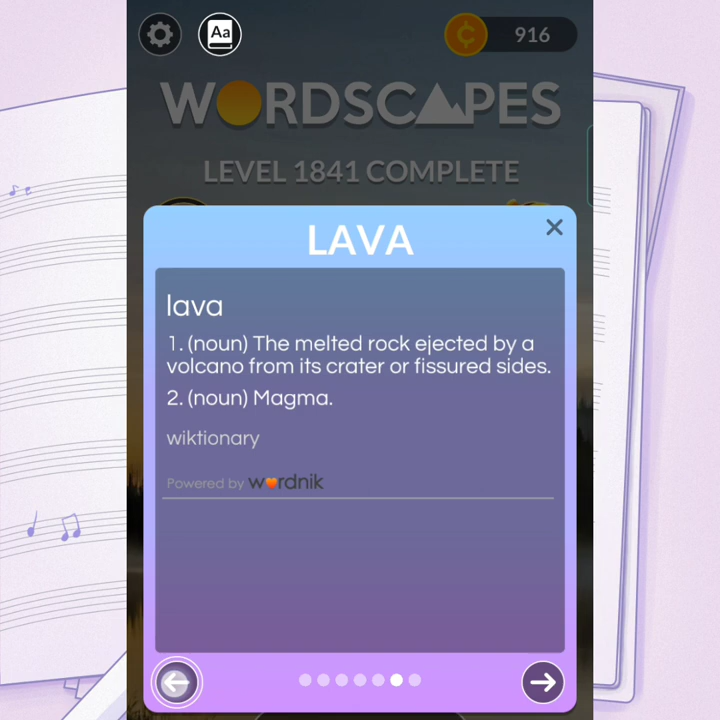 Aa
916
WORDSCAPES
LEVEL 1841 COMPLETE
LAVA
lava
1. (noun) The melted rock ejected by a
volcano from its crater or fissured sides.
2. (noun) Magma.
wiktionary
Powered by wordnik